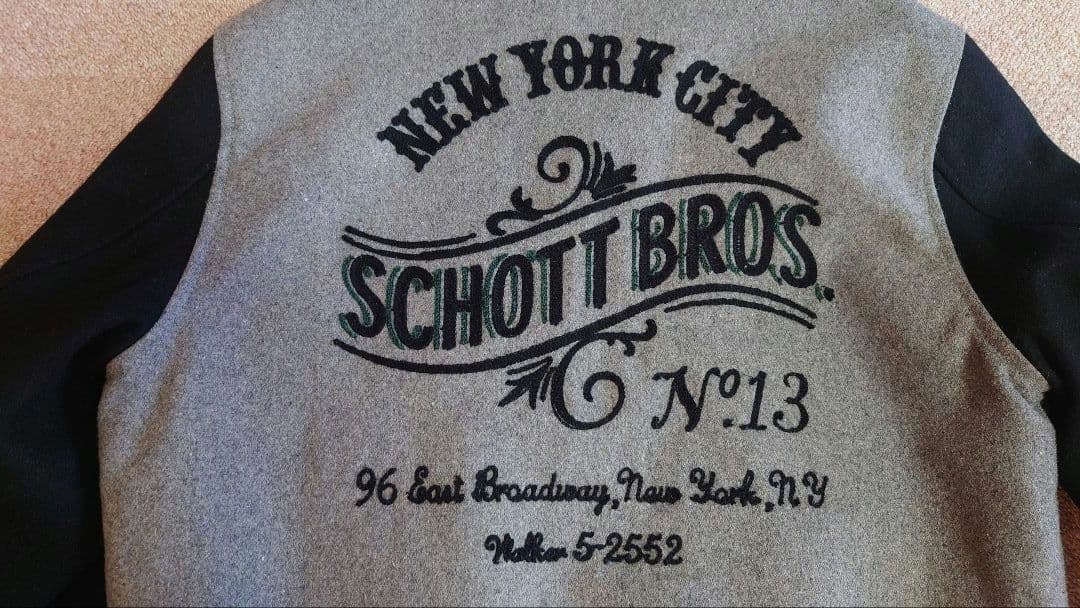 NEW YORK CITY
SCHOTT BROS.
Nº.13
96 East Broadway, New York, N Y
Walker 5-2552